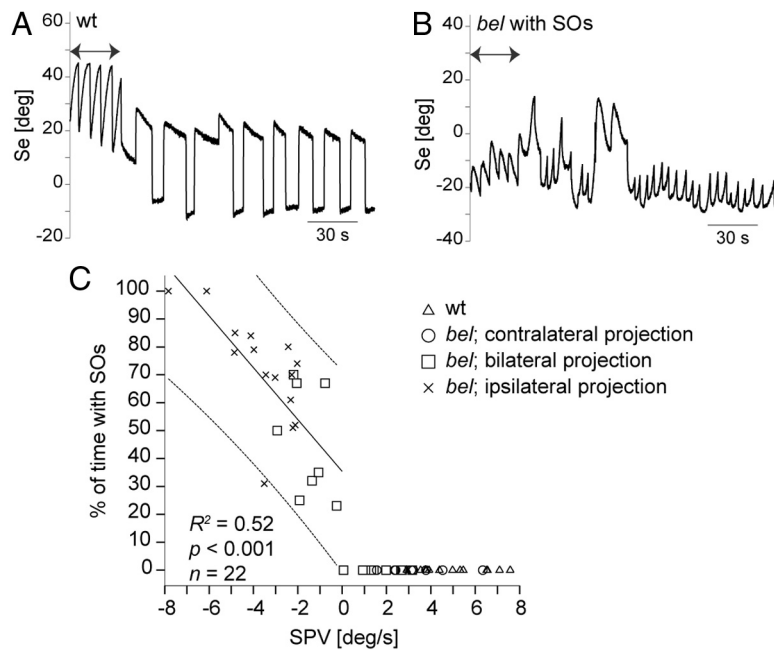 A
wt
60
40
20
0
-20
Se [deg]
30 s
B
bel with SOs
40
20
0
-20
-40
Se [deg]
30 s
C
100
90
80
70
60
50
40
30
20
10
0
% of time with SOs
R² = 0.52
p < 0.001
n = 22
-8 -6 -4 -2 0 2 4 6 8
SPV [deg/s]
wt
bel; contralateral projection
bel; bilateral projection
bel; ipsilateral projection